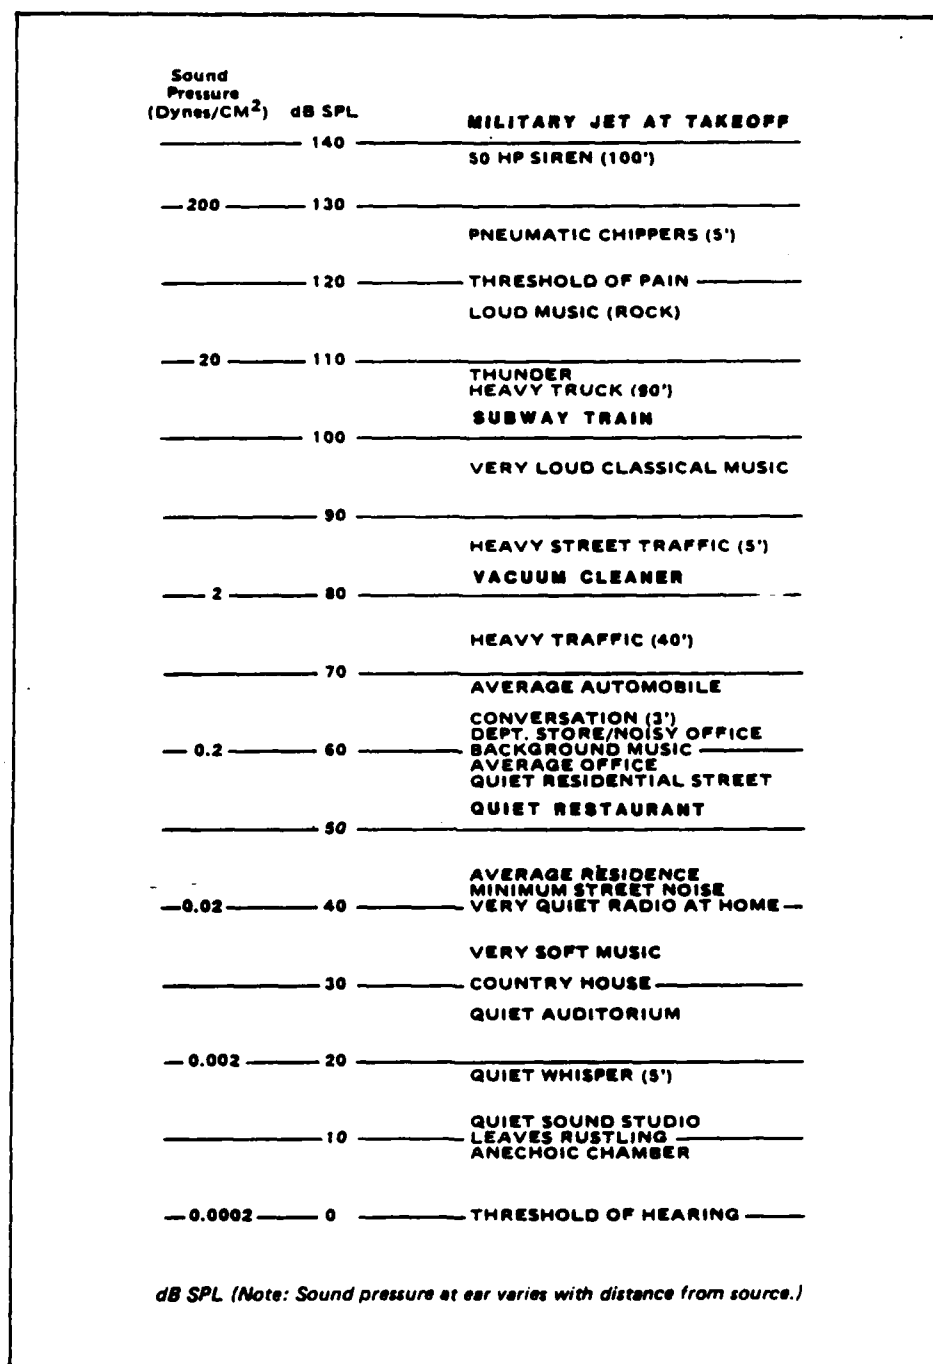 Sound
Pressure
(Dynes/CM2) dB SPL
MILITARY JET AT TAKEOFF
140
50 HP SIREN (100')
200 130
PNEUMATIC CHIPPERS (5')
120 THRESHOLD OF PAIN
LOUD MUSIC (ROCK)
20 110
THUNDER
HEAVY TRUCK (90')
SUBWAY TRAIN
100
VERY LOUD CLASSICAL MUSIC
90
HEAVY STREET TRAFFIC (5')
VACUUM CLEANER
2 80
HEAVY TRAFFIC (40')
70
AVERAGE AUTOMOBILE
CONVERSATION (3')
DEPT. STORE/NOISY OFFICE
0.2 60 BACKGROUND MUSIC
AVERAGE OFFICE
QUIET RESIDENTIAL STREET
QUIET RESTAURANT
50
AVERAGE RESIDENCE
MINIMUM STREET NOISE
0.02 40 VERY QUIET RADIO AT HOME
VERY SOFT MUSIC
30 COUNTRY HOUSE
QUIET AUDITORIUM
0.002 20
QUIET WHISPER (5')
QUIET SOUND STUDIO
10 LEAVES RUSTLING
ANECHOIC CHAMBER
0.0002 0 THRESHOLD OF HEARING
dB SPL (Note: Sound pressure at ear varies with distance from source.)